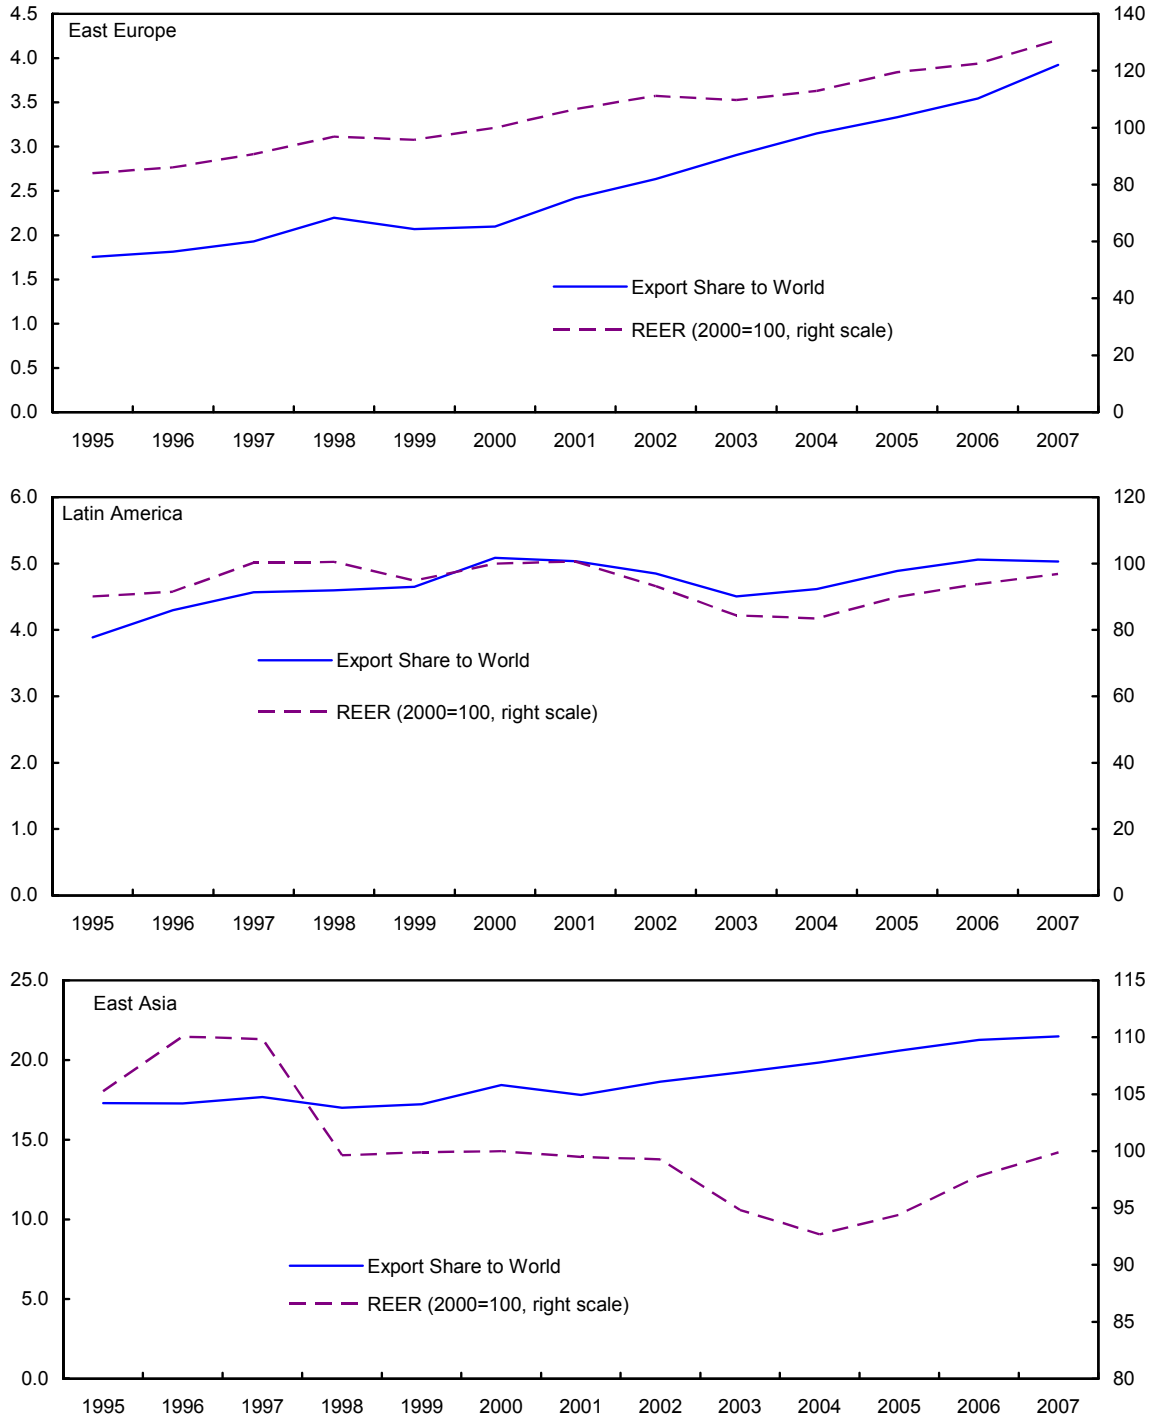 East Europe
4.5 140
4.0 120
3.5 100
3.0 80
2.5 60
2.0 40
1.5 20
1.0 0
0.5
0.0
Export Share to World
REER (2000=100, right scale)
1995 1996 1997 1998 1999 2000 2001 2002 2003 2004 2005 2006 2007
Latin America
6.0 120
5.0 100
4.0 80
3.0 60
2.0 40
1.0 20
0.0 0
Export Share to World
REER (2000=100, right scale)
1995 1996 1997 1998 1999 2000 2001 2002 2003 2004 2005 2006 2007
East Asia
25.0 115
20.0 110
15.0 105
10.0 100
5.0 95
0.0 90
85
80
Export Share to World
REER (2000=100, right scale)
1995 1996 1997 1998 1999 2000 2001 2002 2003 2004 2005 2006 2007